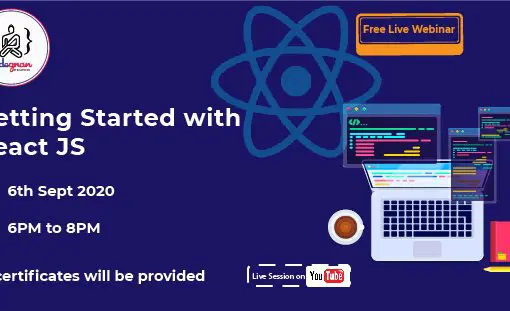 Free Live Webinar
etting Started with
eact JS
6th Sept 2020
6PM to 8PM
certificates will be provided
Live Session on YouTube